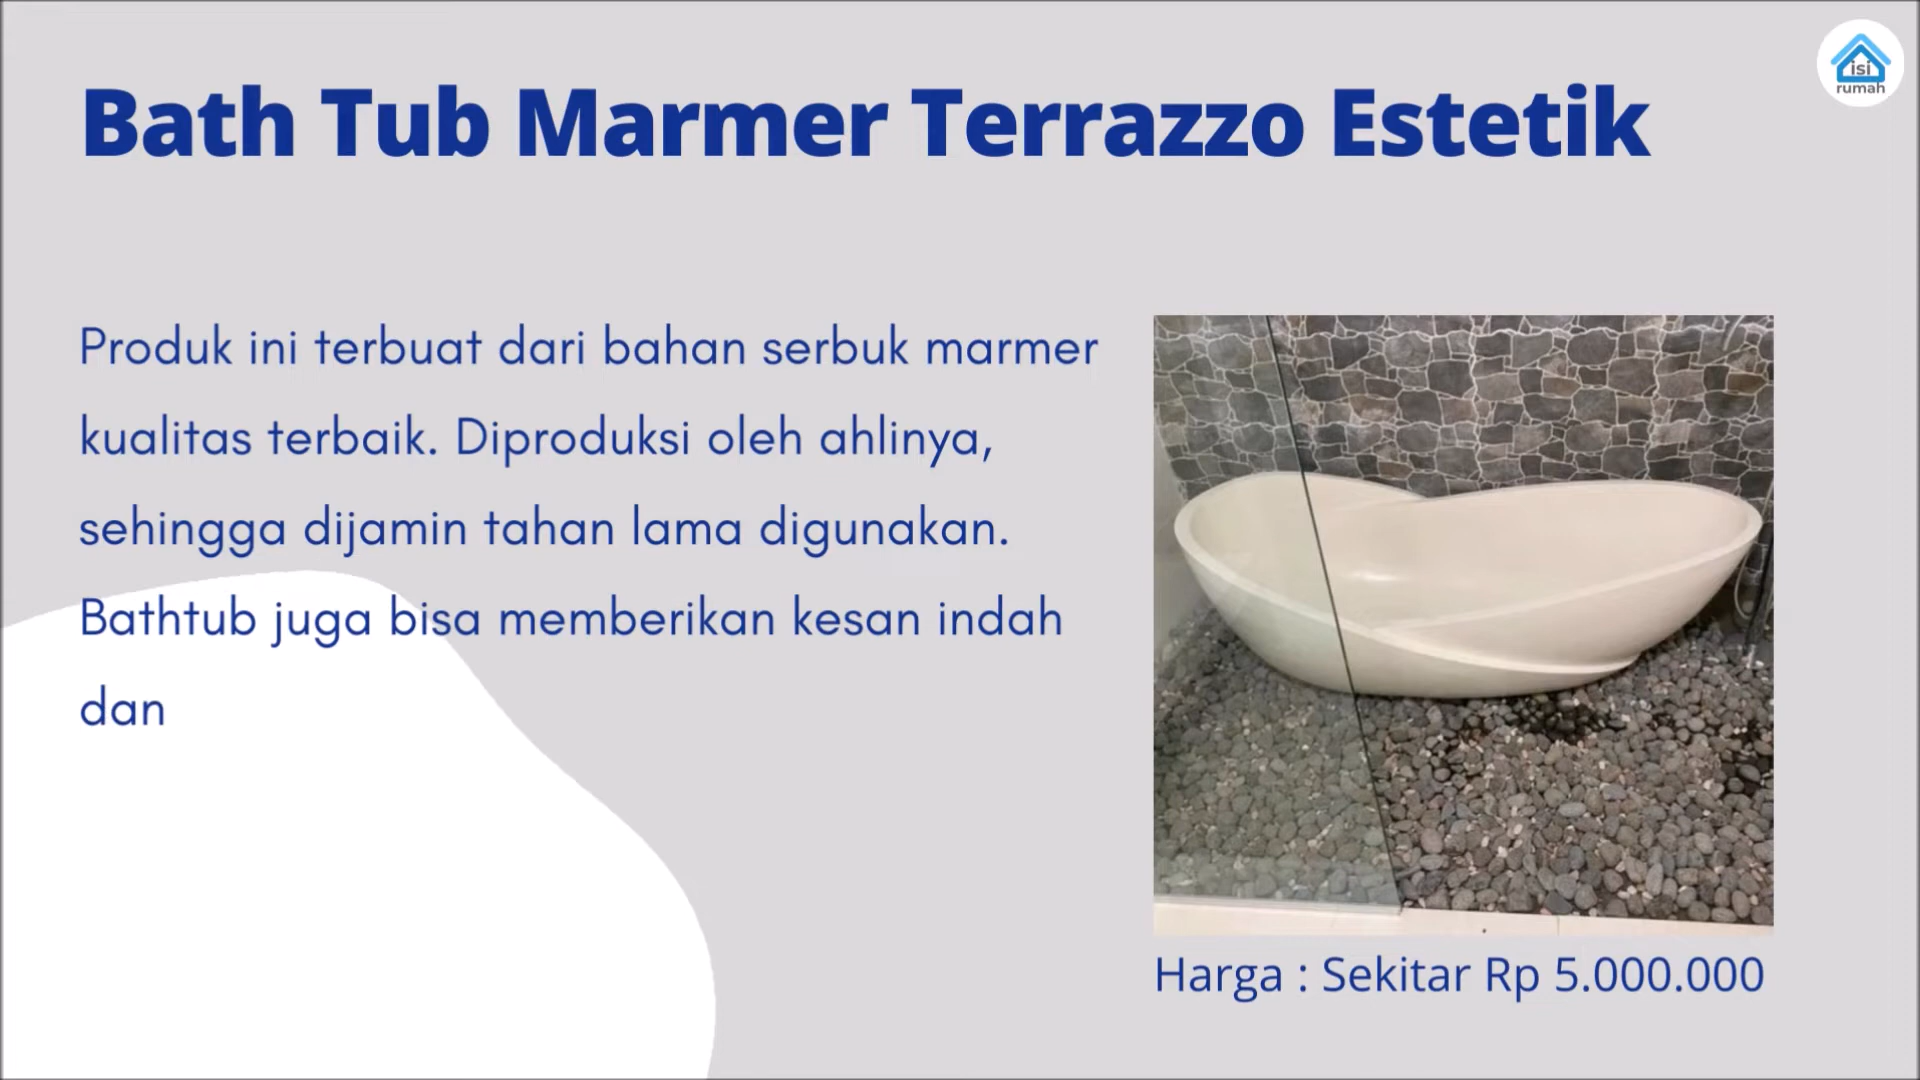 isi
rumah
Bath Tub Marmer Terrazzo Estetik
Produk ini terbuat dari bahan serbuk marmer
kualitas terbaik. Diproduksi oleh ahlinya,
sehingga dijamin tahan lama digunakan.
Bathtub juga bisa memberikan kesan indah
dan
Harga : Sekitar Rp 5.000.000